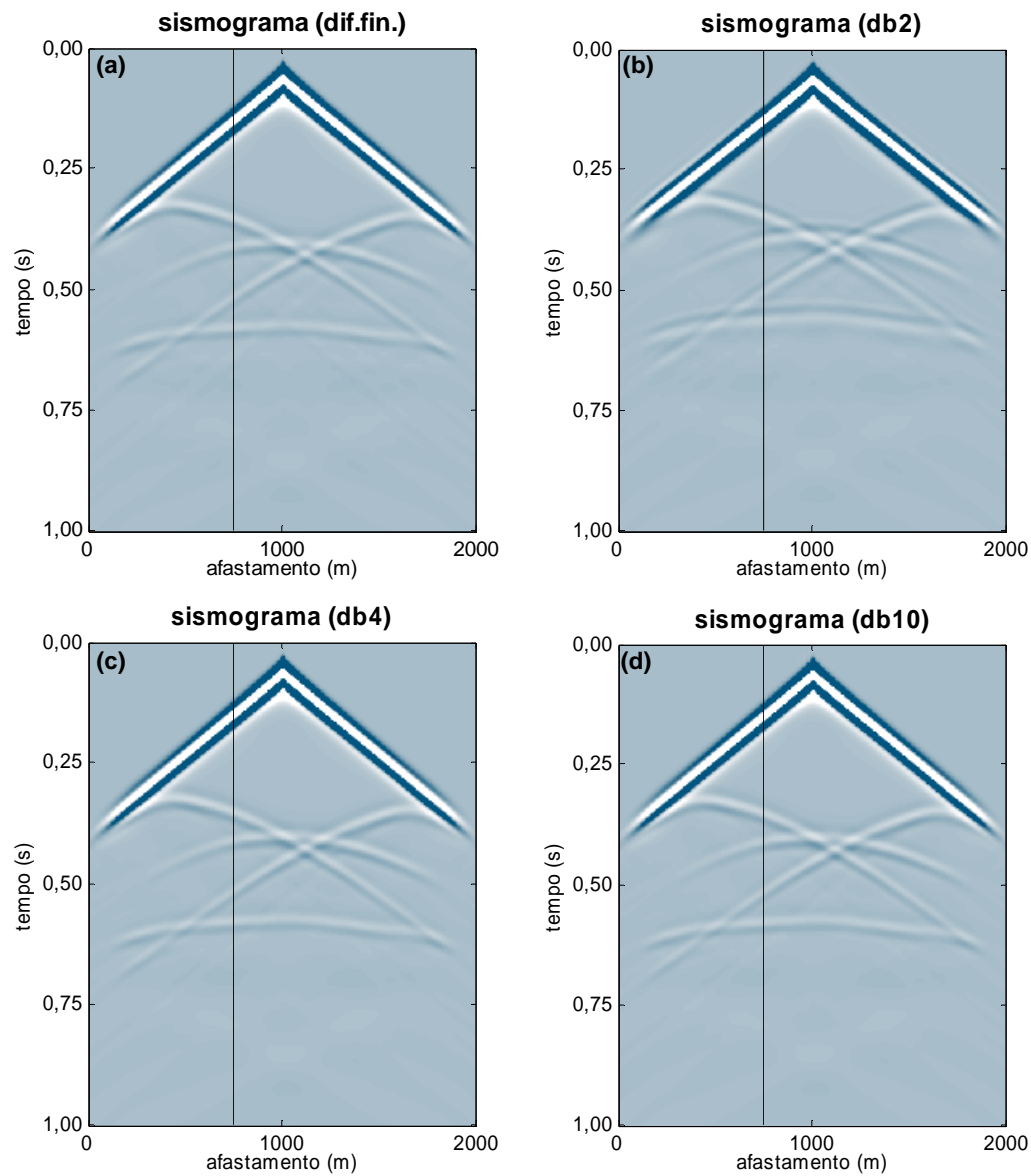 sismograma (dif.fin.)
sismograma (db2)
(a)
(b)
0,00
0,25
0,50
0,75
1,00
tempo (s)
0
1000
2000
afastamento (m)
0,00
0,25
0,50
0,75
1,00
tempo (s)
0
1000
2000
afastamento (m)
sismograma (db4)
sismograma (db10)
(c)
(d)
0,00
0,25
0,50
0,75
1,00
tempo (s)
0
1000
2000
afastamento (m)
0,00
0,25
0,50
0,75
1,00
tempo (s)
0
1000
2000
afastamento (m)